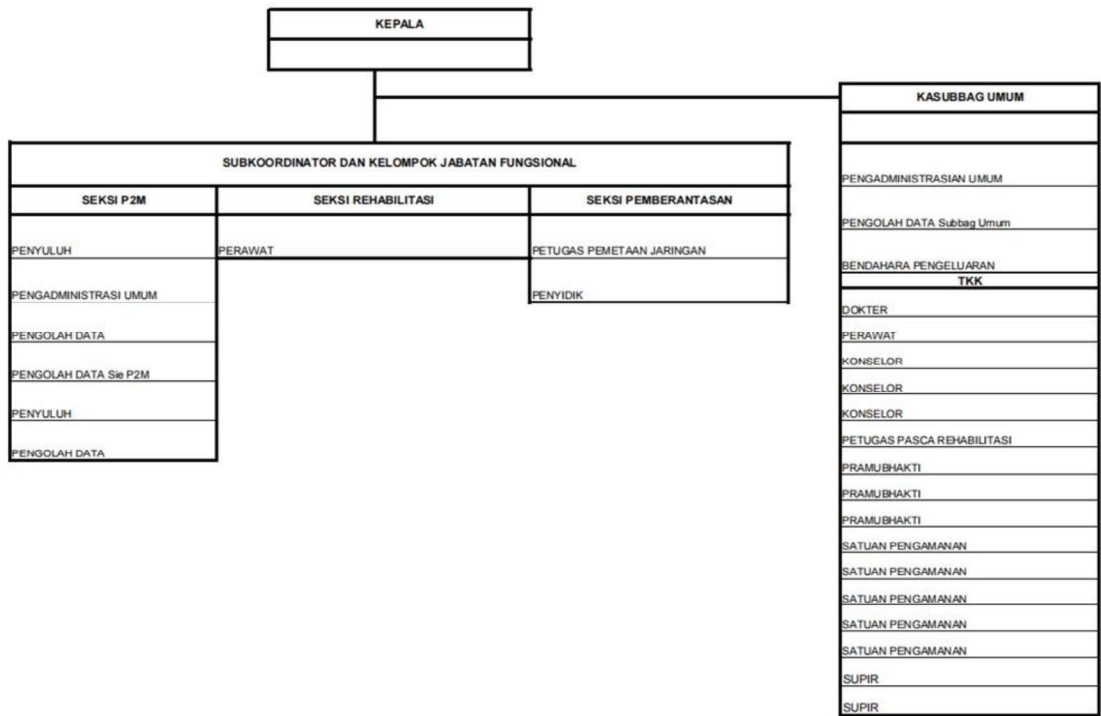 KEPALA
KASUBBAG UMUM
PENGADMINISTRASIAN UMUM
PENGOLAH DATA Subbag Umum
BENDAHARA PENGELUARAN
TKK
DOKTER
PERAWAT
KONSELOR
KONSELOR
KONSELOR
PETUGAS PASCA REHABILITASI
PRAMUBHAKTI
PRAMUBHAKTI
PRAMUBHAKTI
SATUAN PENGAMANAN
SATUAN PENGAMANAN
SATUAN PENGAMANAN
SATUAN PENGAMANAN
SATUAN PENGAMANAN
SUPIR
SUPIR
SUBKOORDINATOR DAN KELOMPOK JABATAN FUNGSIONAL
SEKSI P2M
PENYULUH
PENGADMINISTRASI UMUM
PENGOLAH DATA
PENGOLAH DATA Sie P2M
PENYULUH
PENGOLAH DATA
SEKSI REHABILITASI
PERAWAT
SEKSI PEMBERANTASAN
PETUGAS PEMETAAN JARINGAN
PENYIDIK